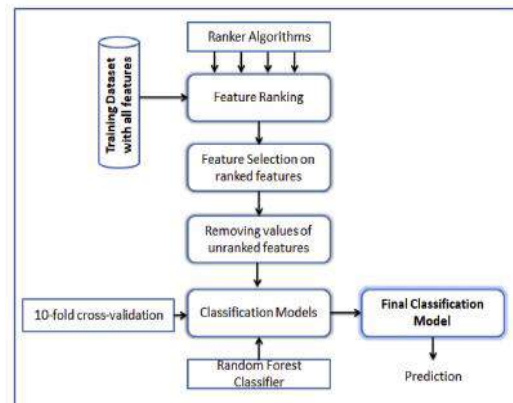 Ranker Algorithms
Training Dataset
with all features
Feature Ranking
Feature Selection on
ranked features
Removing values of
unranked features
10-fold cross-validation
Classification Models
Final Classification
Model
Random Forest
Classifier
Prediction